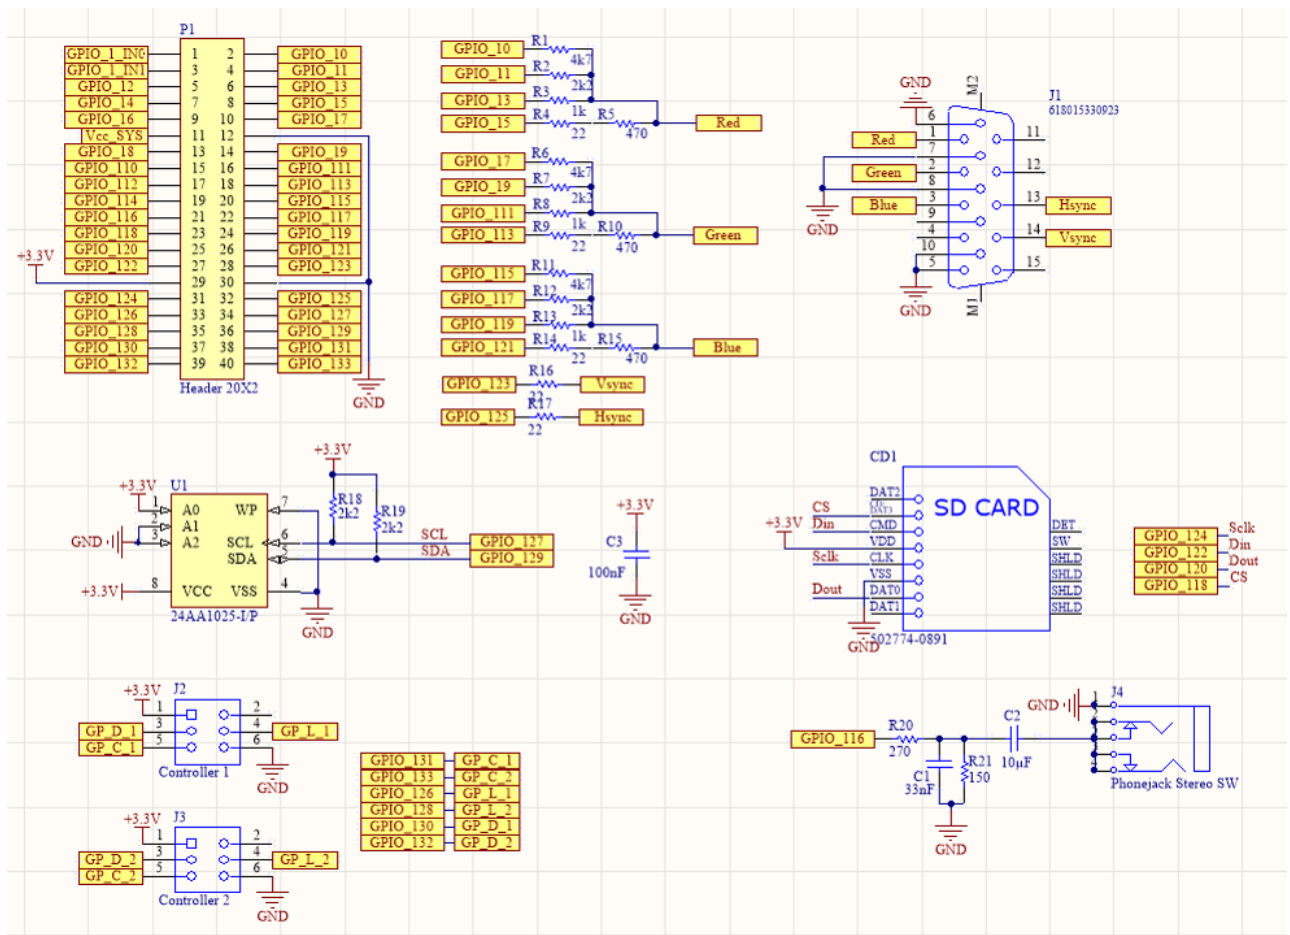 P1
GPIO_1_IN0 1 2 GPIO_10
GPIO_1_IN1 3 4 GPIO_11
GPIO_12 5 6 GPIO_13
GPIO_14 7 8 GPIO_15
GPIO_16 9 10 GPIO_17
Vcc_SYS 11 12
GPIO_18 13 14 GPIO_19
GPIO_110 15 16 GPIO_111
GPIO_112 17 18 GPIO_113
GPIO_114 19 20 GPIO_115
GPIO_116 21 22 GPIO_117
GPIO_118 23 24 GPIO_119
GPIO_120 25 26 GPIO_121
GPIO_122 27 28 GPIO_123
+3.3V
29 30
GPIO_124 31 32 GPIO_125
GPIO_126 33 34 GPIO_127
GPIO_128 35 36 GPIO_129
GPIO_130 37 38 GPIO_131
GPIO_132 39 40 GPIO_133
Header 20X2
GND
GPIO_10 R1 4k7
GPIO_11 R2 2k2
GPIO_13 R3 1k
GPIO_15 R4 22 R5 470 Red
GPIO_17 R6 4k7
GPIO_19 R7 2k2
GPIO_111 R8 1k
GPIO_113 R9 22 R10 470 Green
GPIO_115 R11 4k7
GPIO_117 R12 2k2
GPIO_119 R13 1k
GPIO_121 R14 22 R15 470 Blue
GPIO_123 R16 22 Vsync
GPIO_125 R17 22 Hsync
GND
M2
J1
618015330923
6
Red 1 11
7
Green 2 12
8
Blue 3 13 Hsync
9
4 14 Vsync
10
5 15
GND
GND
M1
+3.3V
U1
+3.3V
1 A0 WP 7
2 A1
GND 3 A2 SCL 6
SDA 5
+3.3V 8 VCC VSS 4
24AA1025-I/P
GND
R18
2k2
R19
2k2
SCL GPIO_127
SDA GPIO_129
+3.3V
C3
100nF
GND
CD1
SD CARD
DAT2
CS DAT3
Din CMD
+3.3V VDD
Sclk CLK
VSS
Dout DAT0
DAT1
DET
SW
SHLD
SHLD
SHLD
SHLD
GND
502774-0891
GPIO_124 Sclk
GPIO_122 Din
GPIO_120 Dout
GPIO_118 CS
+3.3V
J2
1 2
GP_D_1 3 4 GP_L_1
GP_C_1 5 6
Controller 1
GND
+3.3V
J3
1 2
GP_D_2 3 4 GP_L_2
GP_C_2 5 6
Controller 2
GND
GPIO_131 GP_C_1
GPIO_133 GP_C_2
GPIO_126 GP_L_1
GPIO_128 GP_L_2
GPIO_130 GP_D_1
GPIO_132 GP_D_2
GPIO_116
R20
270
C1
33nF
R21
150
C2
10µF
GND
GND
1
J4
Phonejack Stereo SW